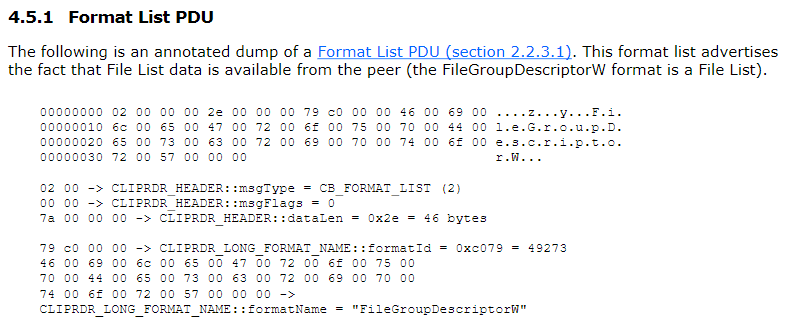 4.5.1 Format List PDU
The following is an annotated dump of a Format List PDU (section 2.2.3.1). This format list advertises
the fact that File List data is available from the peer (the FileGroupDescriptorW format is a File List).
00000000 02 00 00 00 2e 00 00 00 79 c0 00 00 46 00 69 00 ....z...y...F.i.
00000010 6c 00 65 00 47 00 72 00 6f 00 75 00 70 00 44 00 l.e.G.r.o.u.p.D.
00000020 65 00 73 00 63 00 72 00 69 00 70 00 74 00 6f 00 e.s.c.r.i.p.t.o.
00000030 72 00 57 00 00 00 r.W...
02 00 -> CLIPRDR_HEADER::msgType = CB_FORMAT_LIST (2)
00 00 -> CLIPRDR_HEADER::msgFlags = 0
7a 00 00 00 -> CLIPRDR_HEADER::dataLen = 0x2e = 46 bytes
79 c0 00 00 -> CLIPRDR_LONG_FORMAT_NAME::formatId = 0xc079 = 49273
46 00 69 00 6c 00 65 00 47 00 72 00 6f 00 75 00
70 00 44 00 65 00 73 00 63 00 72 00 69 00 70 00
74 00 6f 00 72 00 57 00 00 00 ->
CLIPRDR_LONG_FORMAT_NAME::formatName = "FileGroupDescriptorW"